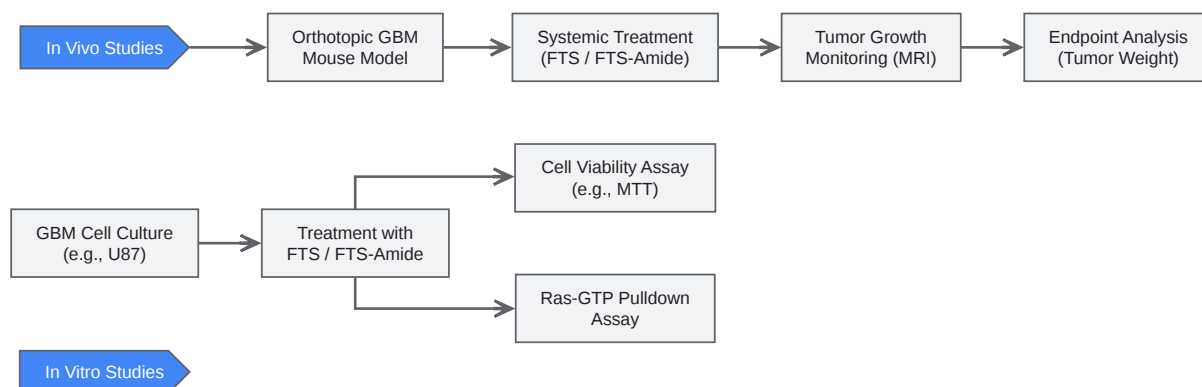 In Vivo Studies
Orthotopic GBM
Mouse Model
Systemic Treatment
(FTS / FTS-Amide)
Tumor Growth
Monitoring (MRI)
Endpoint Analysis
(Tumor Weight)
Cell Viability Assay
(e.g., MTT)
GBM Cell Culture
(e.g., U87)
Treatment with
FTS / FTS-Amide
Ras-GTP Pulldown
Assay
In Vitro Studies